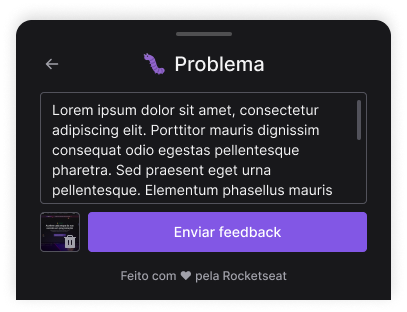 Problema
Lorem ipsum dolor sit amet, consectetur
adipiscing elit. Porttitor mauris dignissim
consequat odio egestas pellentesque
pharetra. Sed praesent eget urna
pellentesque. Elementum phasellus mauris
Enviar feedback
Feito com ♥ pela Rocketseat